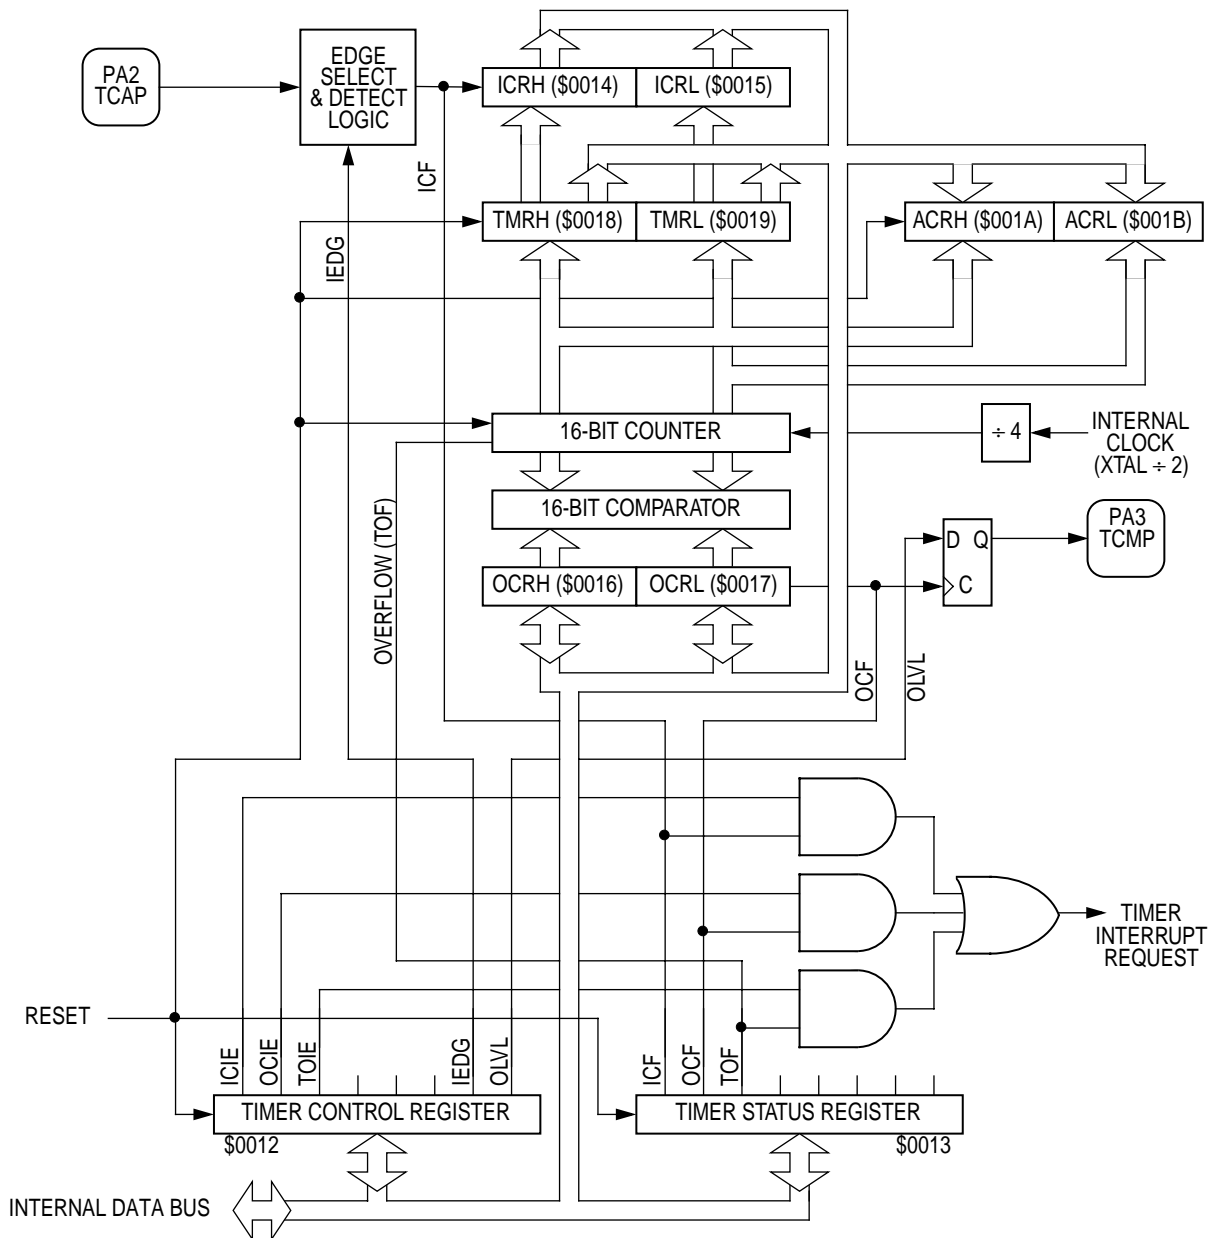 EDGE
SELECT
& DETECT
LOGIC
PA2
TCAP
ICRH ($0014)
ICRL ($0015)
ICF
IEDG
TMRH ($0018)
TMRL ($0019)
ACRH ($001A)
ACRL ($001B)
16-BIT COUNTER
÷ 4
INTERNAL
CLOCK
(XTAL ÷ 2)
OVERFLOW (TOF)
16-BIT COMPARATOR
D Q
C
PA3
TCMP
OCRH ($0016)
OCRL ($0017)
OCF
OLVL
TIMER
INTERRUPT
REQUEST
RESET
ICIE
OCIE
TOIE
IEDG
OLVL
ICF
OCF
TOF
TIMER CONTROL REGISTER
$0012
TIMER STATUS REGISTER
$0013
INTERNAL DATA BUS